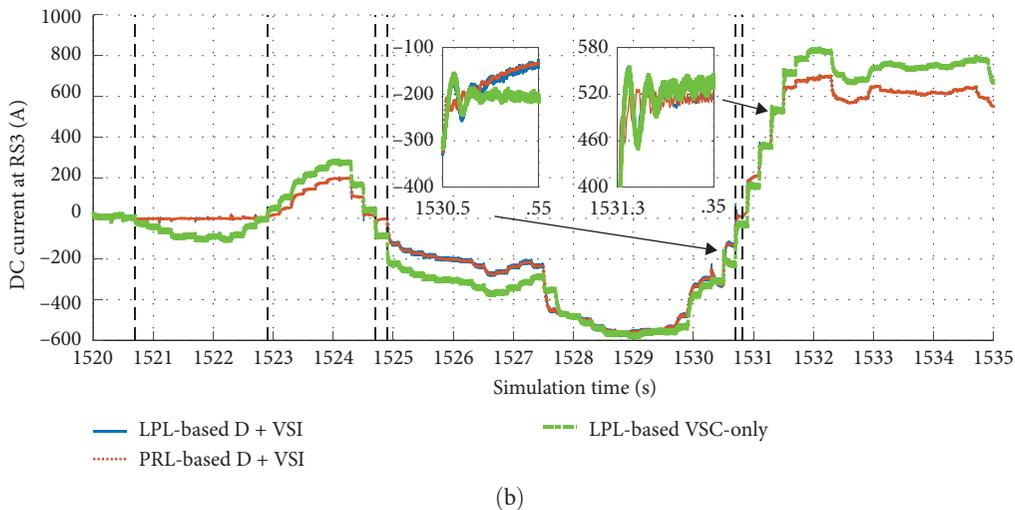 1000
800
600
400
200
0
−200
−400
−600
DC current at RS3 (A)
−100
−200
−300
−400
1530.5 .55
580
520
460
400
1531.3 .35
1520 1521 1522 1523 1524 1525 1526 1527 1528 1529 1530 1531 1532 1533 1534 1535
Simulation time (s)
LPL-based D + VSI
PRL-based D + VSI
LPL-based VSC-only
(b)